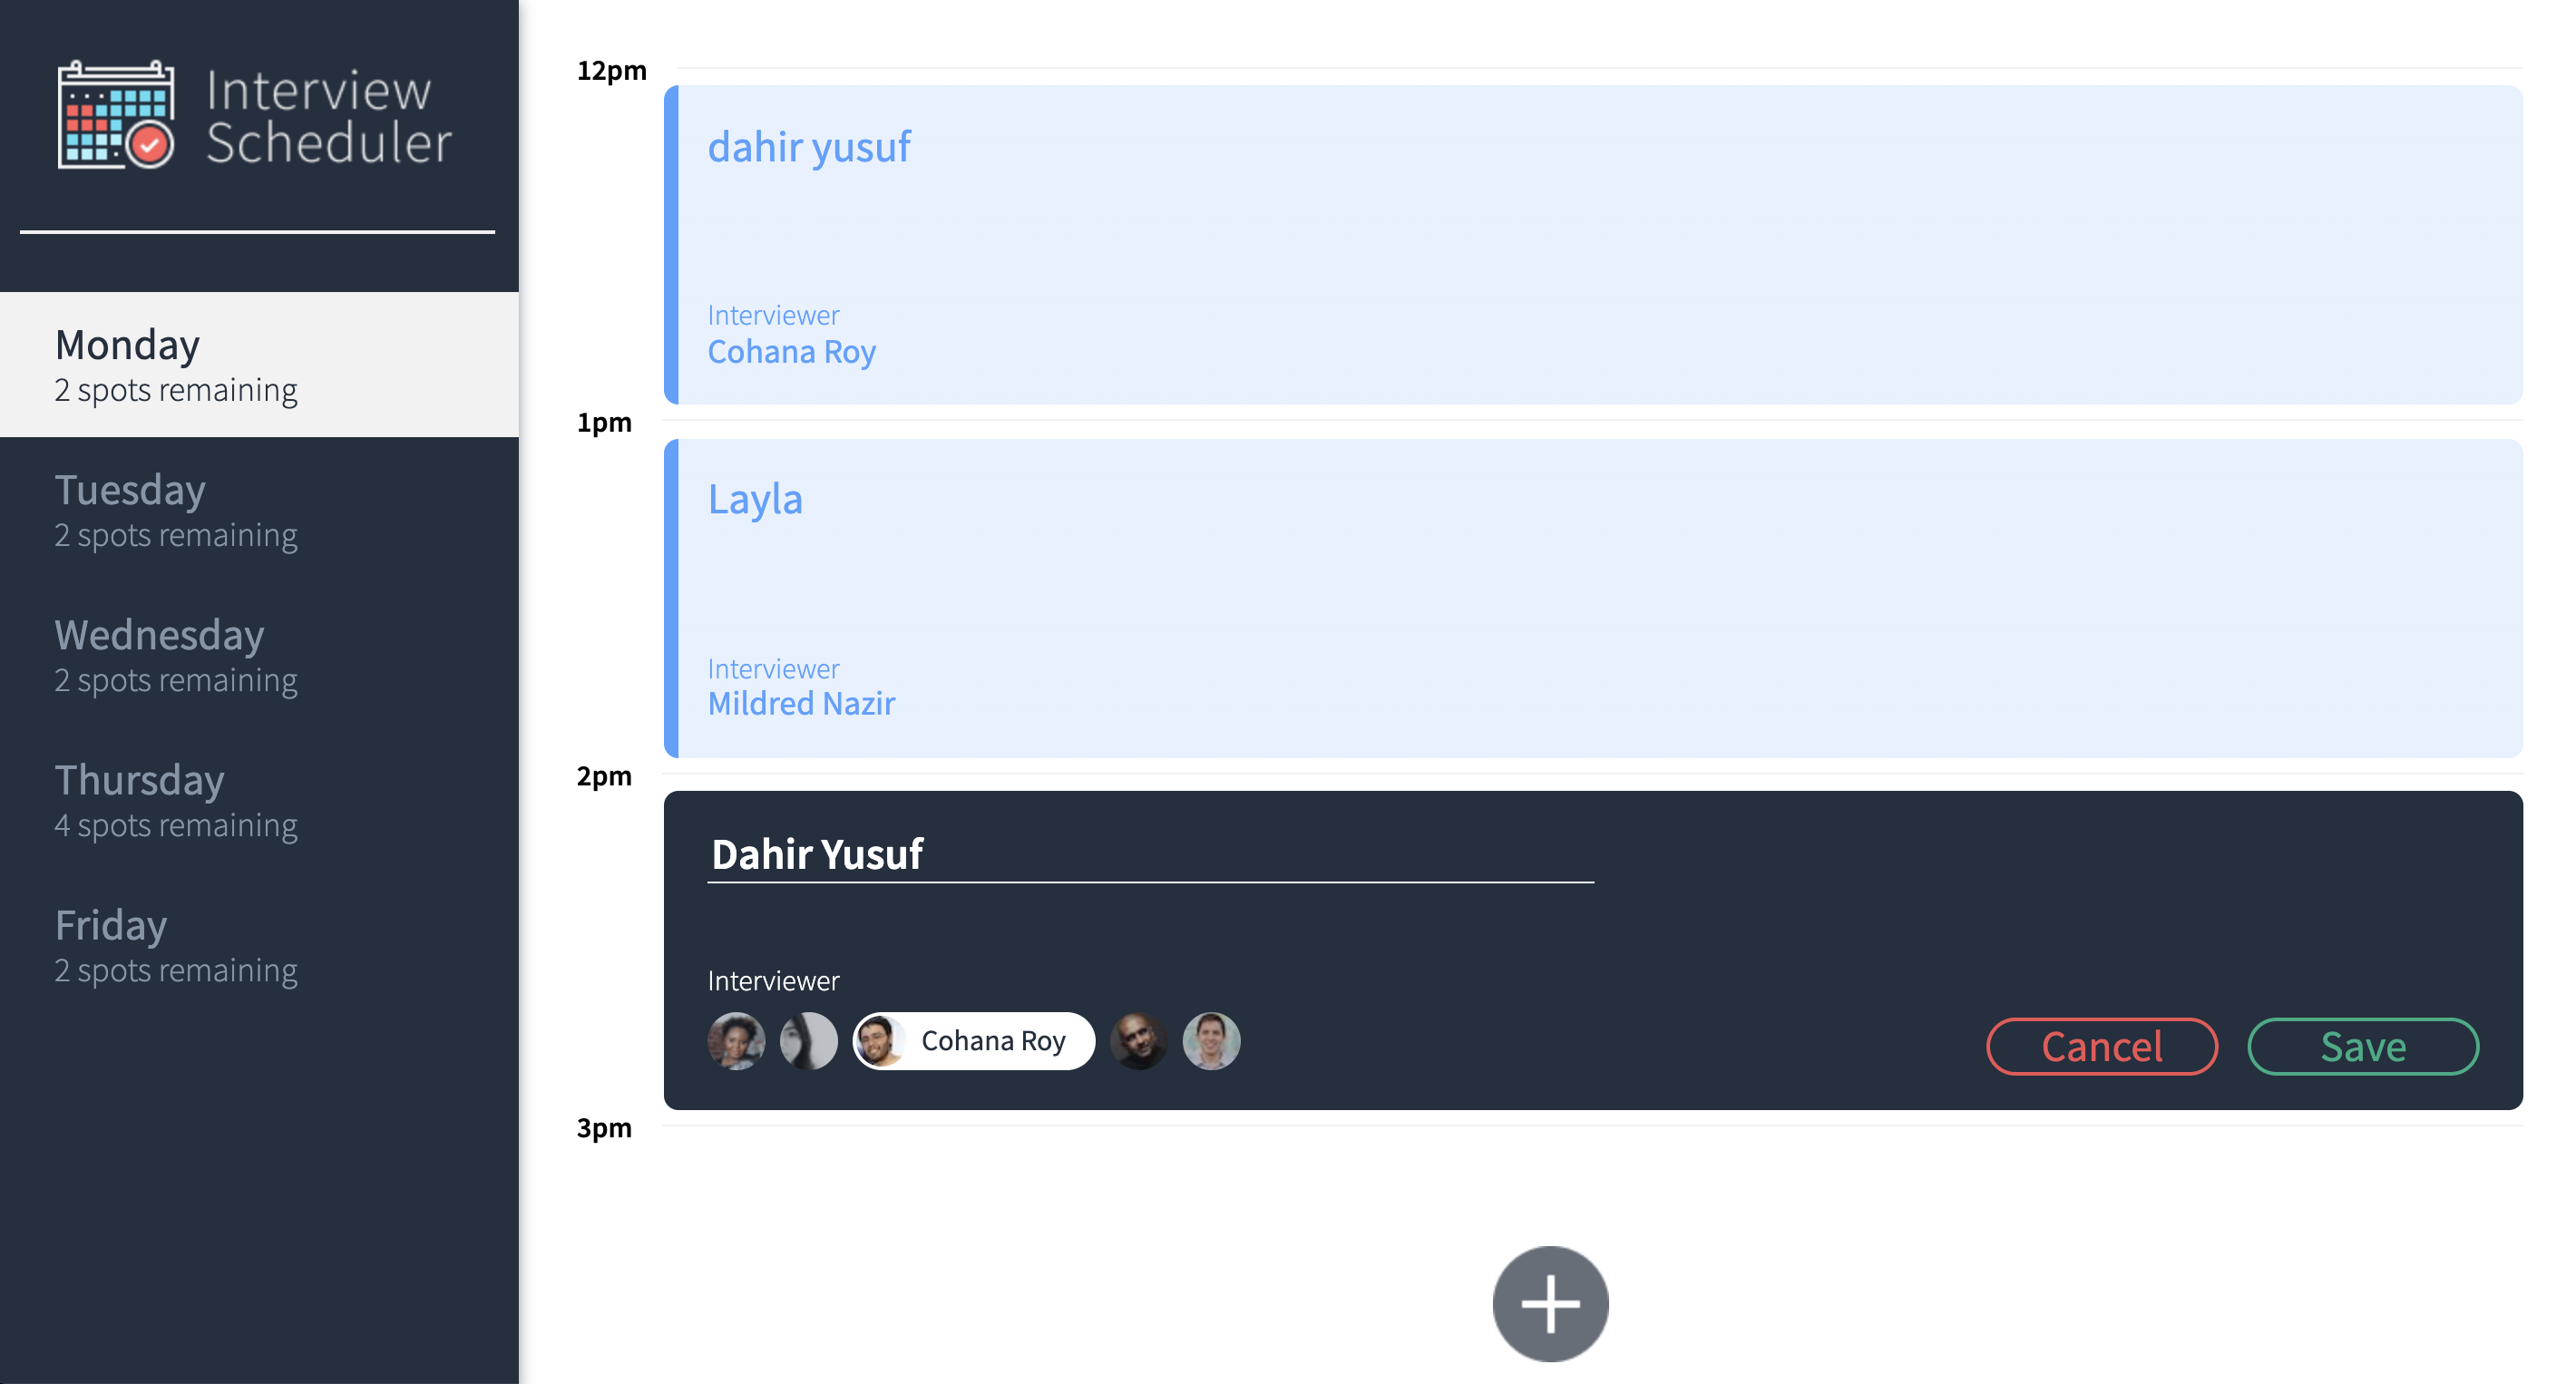 Interview
Scheduler
Monday
2 spots remaining
Tuesday
2 spots remaining
Wednesday
2 spots remaining
Thursday
4 spots remaining
Friday
2 spots remaining
12pm
dahir yusuf
Interviewer
Cohana Roy
1pm
Layla
Interviewer
Mildred Nazir
2pm
Dahir Yusuf
Interviewer
Cohana Roy
Cancel
Save
3pm